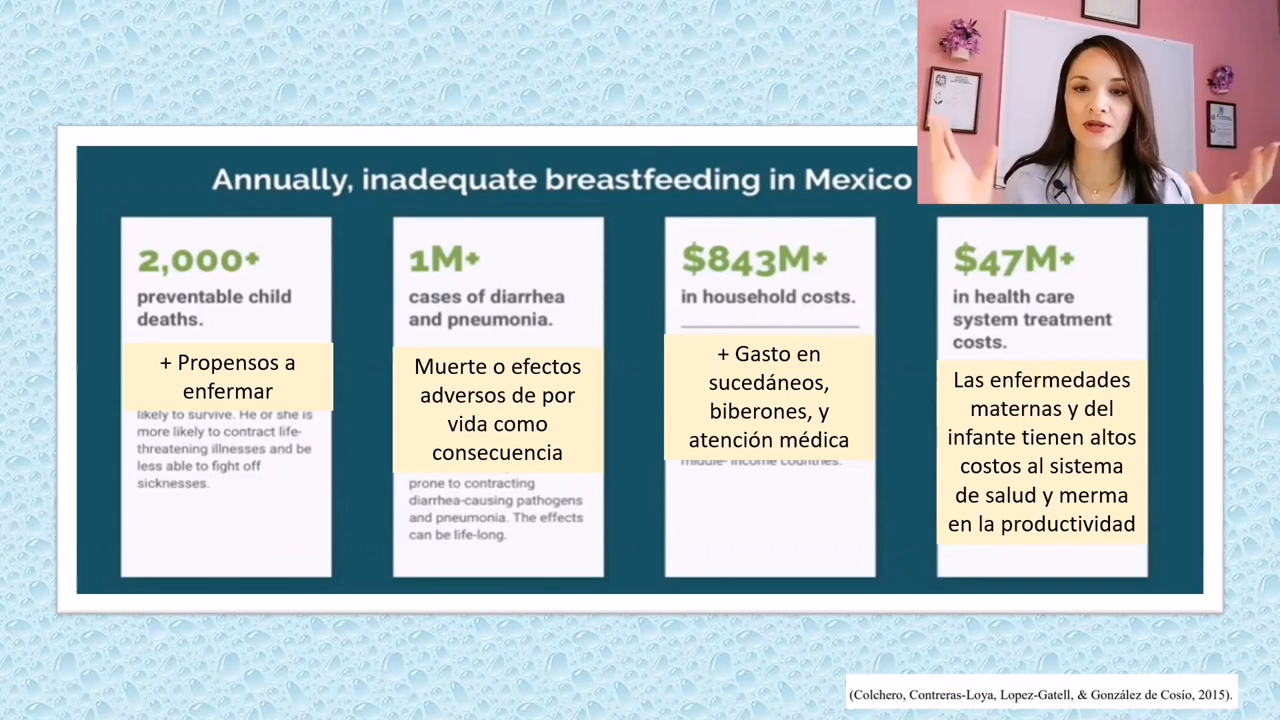 Annually, inadequate breastfeeding in Mexico
2,000+
preventable child
deaths.
+ Propensos a
enfermar
likely to survive. He or she is
more likely to contract life-
threatening illnesses and be
less able to fight off
sicknesses.
1M+
cases of diarrhea
and pneumonia.
Muerte o efectos
adversos de por
vida como
consecuencia
prone to contracting
diarrhea-causing pathogens
and pneumonia. The effects
can be life-long.
$843M+
in household costs.
+ Gasto en
sucedáneos,
biberones, y
atención médica
middle- income countries.
$47M+
in health care
system treatment
costs.
Las enfermedades
maternas y del
infante tienen altos
costos al sistema
de salud y merma
en la productividad
(Colchero, Contreras-Loya, Lopez-Gatell, & González de Cosío, 2015).